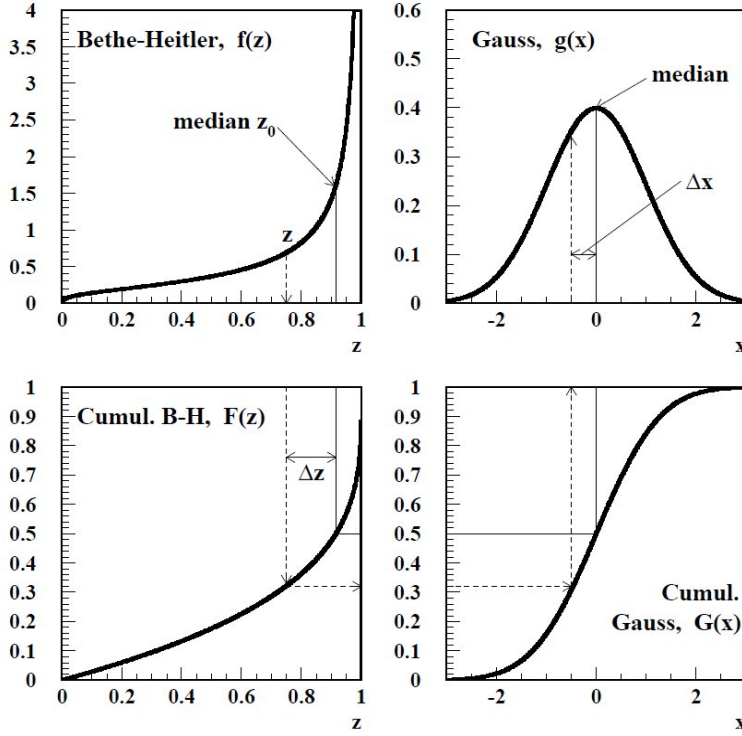 Bethe-Heitler, f(z)
median z₀
z
4
3.5
3
2.5
2
1.5
1
0.5
0
0 0.2 0.4 0.6 0.8 1
z
Gauss, g(x)
median
Δx
0.6
0.5
0.4
0.3
0.2
0.1
0
-2 0 2
x
Cumul. B-H, F(z)
Δz
1
0.9
0.8
0.7
0.6
0.5
0.4
0.3
0.2
0.1
0
0 0.2 0.4 0.6 0.8 1
z
1
0.9
0.8
0.7
0.6
0.5
0.4
0.3
0.2
0.1
0
Cumul.
Gauss, G(x)
-2 0 2
x